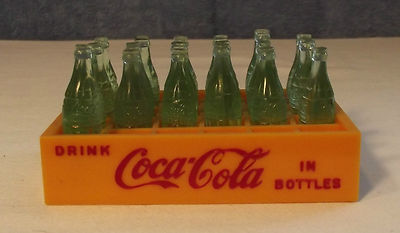 DRINK
Coca-Cola
IN
BOTTLES